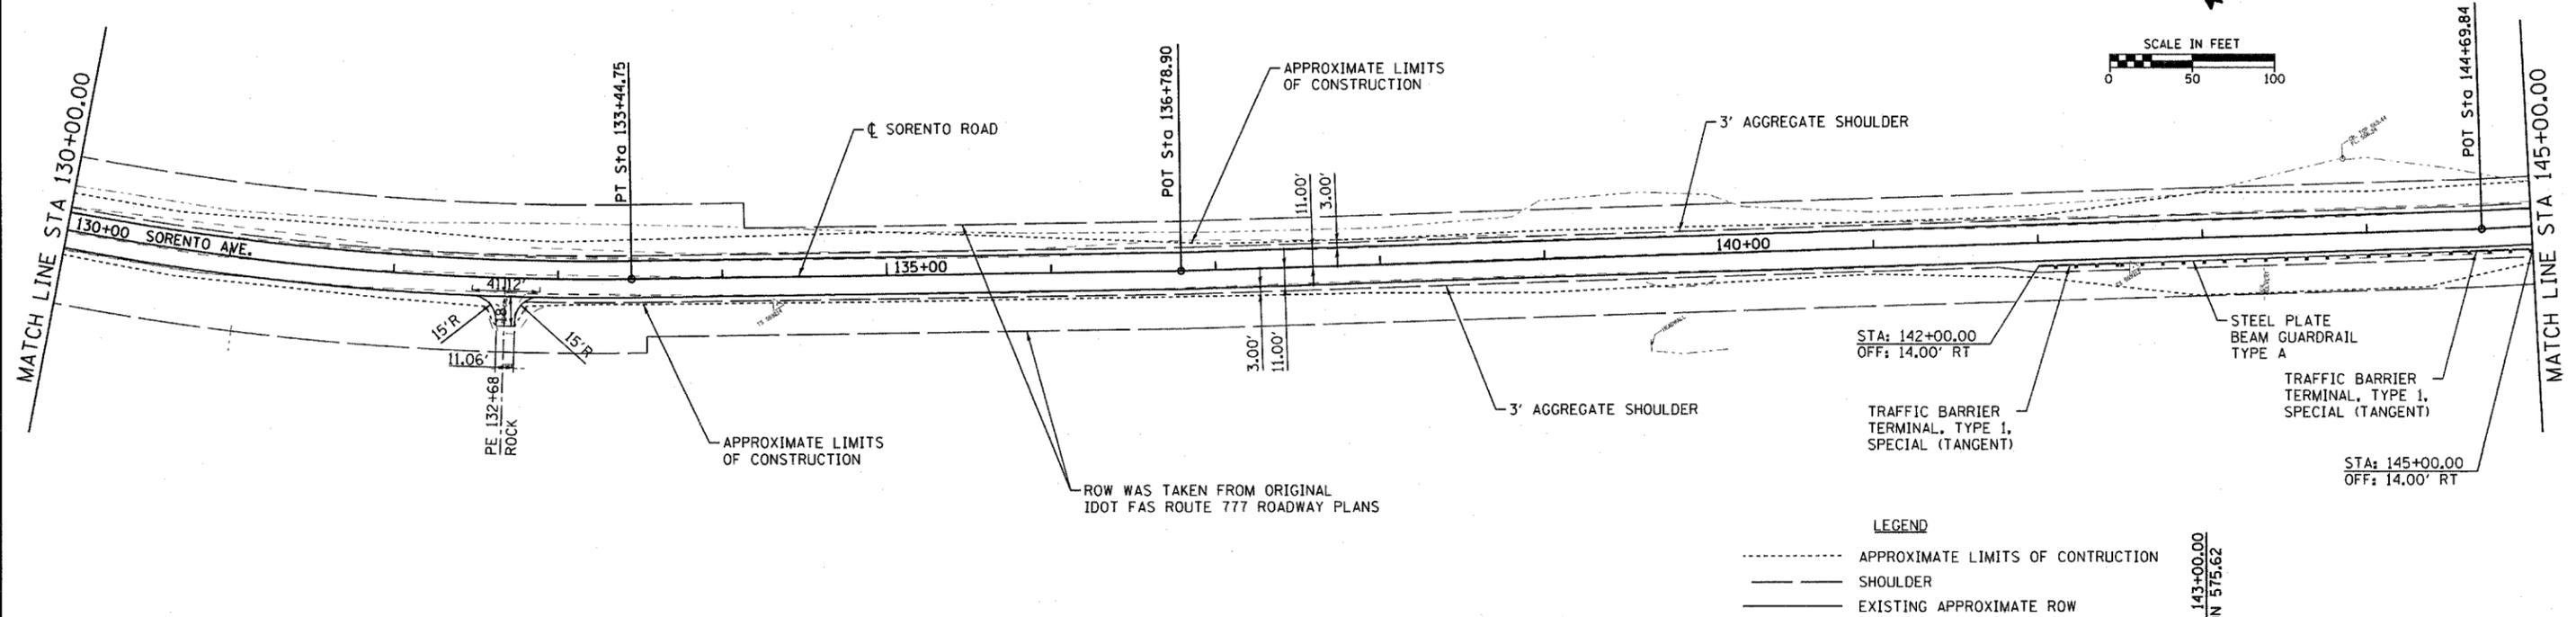 SCALE IN FEET
0 50 100
MATCH LINE STA 130+00.00
PT Sta 133+44.75
POT Sta 136+78.90
POT Sta 144+69.84
MATCH LINE STA 145+00.00
APPROXIMATE LIMITS
OF CONSTRUCTION
℄ SORENTO ROAD
3' AGGREGATE SHOULDER
11.00'
3.00'
130+00 SORENTO AVE.
135+00
140+00
41.12'
15'R
15'R
11.06'
PE 132+68
ROCK
3.00'
11.00'
HEADWALL
STA: 142+00.00
OFF: 14.00' RT
STEEL PLATE
BEAM GUARDRAIL
TYPE A
TRAFFIC BARRIER
TERMINAL, TYPE 1,
SPECIAL (TANGENT)
TRAFFIC BARRIER
TERMINAL, TYPE 1,
SPECIAL (TANGENT)
3' AGGREGATE SHOULDER
APPROXIMATE LIMITS
OF CONSTRUCTION
STA: 145+00.00
OFF: 14.00' RT
ROW WAS TAKEN FROM ORIGINAL
IDOT FAS ROUTE 777 ROADWAY PLANS
LEGEND
APPROXIMATE LIMITS OF CONTRUCTION
SHOULDER
EXISTING APPROXIMATE ROW
143+00.00
N 575.62